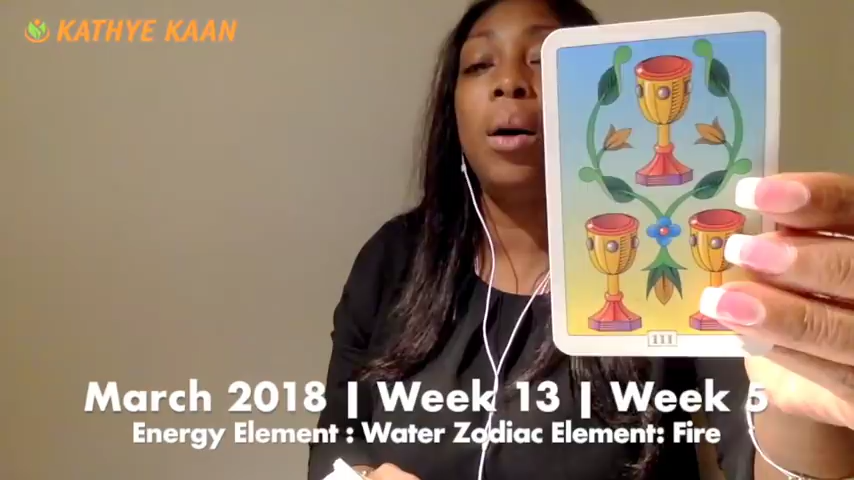 KATHYE KAAN
III
March 2018 | Week 13 | Week 5
Energy Element : Water Zodiac Element: Fire